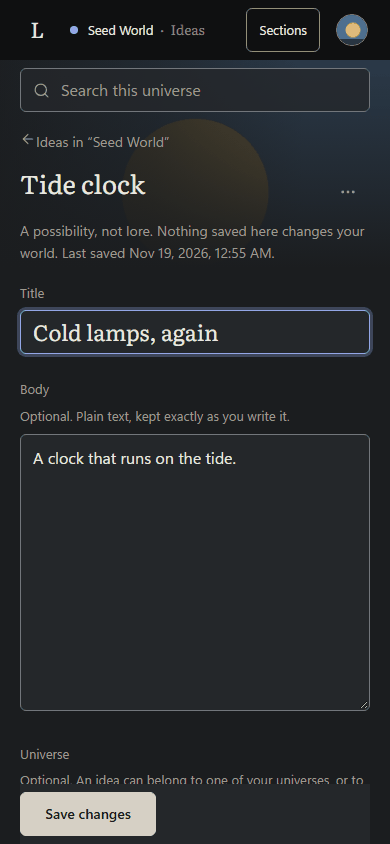 L
Seed World · Ideas
Sections
Search this universe
Ideas in “Seed World”
Tide clock
A possibility, not lore. Nothing saved here changes your
world. Last saved Nov 19, 2026, 12:55 AM.
Title
Cold lamps, again
Body
Optional. Plain text, kept exactly as you write it.
A clock that runs on the tide.
Universe
Optional. An idea can belong to one of your universes, or to
Save changes